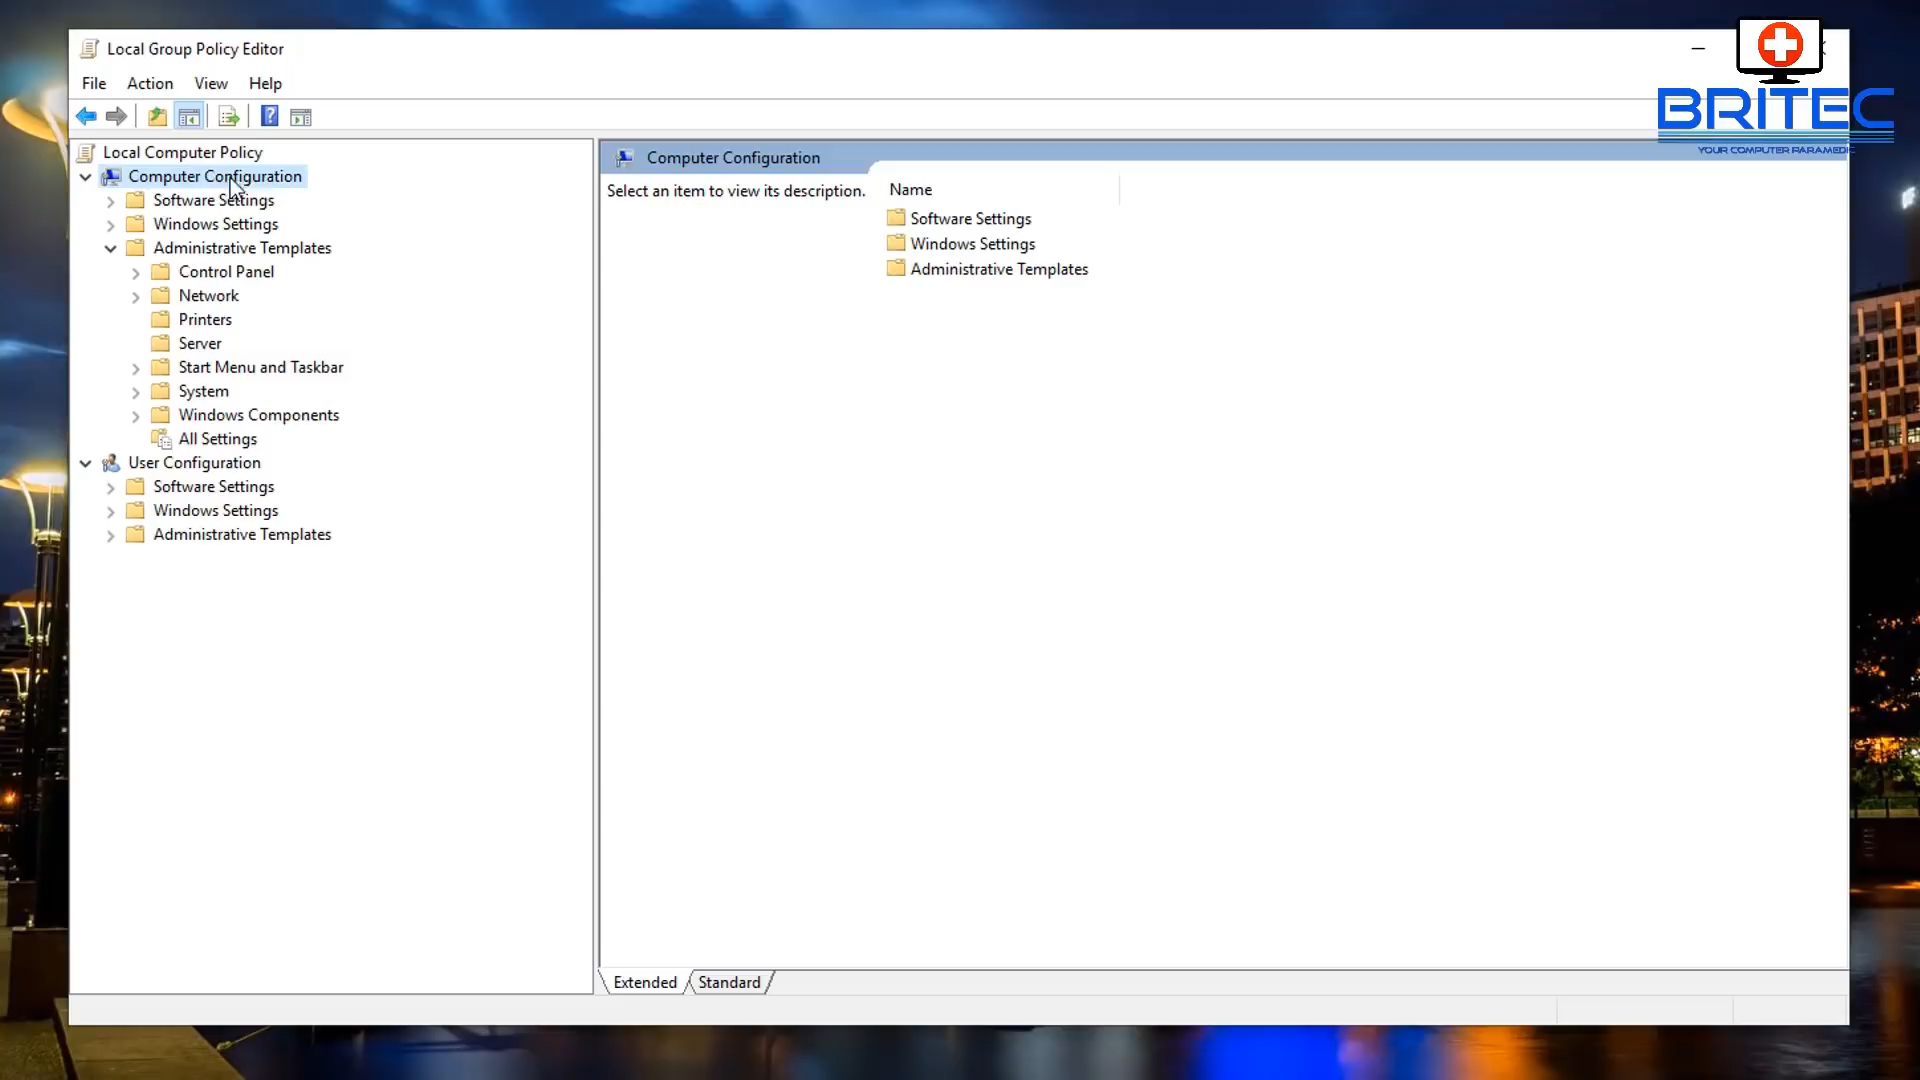 Local Group Policy Editor
File Action View Help
BRITEC
YOUR COMPUTER PARAMEDIC
Local Computer Policy
Computer Configuration
Software Settings
Windows Settings
Administrative Templates
Control Panel
Network
Printers
Server
Start Menu and Taskbar
System
Windows Components
All Settings
User Configuration
Software Settings
Windows Settings
Administrative Templates
Computer Configuration
Select an item to view its description.
Name
Software Settings
Windows Settings
Administrative Templates
Extended Standard